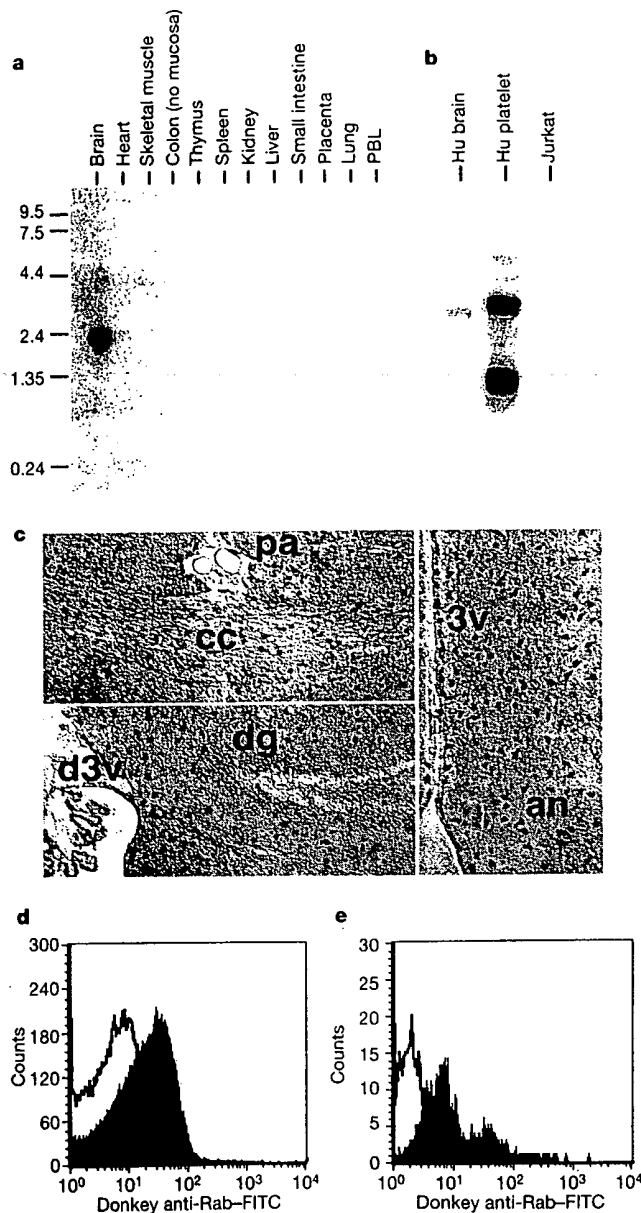 a
Brain
Heart
Skeletal muscle
Colon (no mucosa)
Thymus
Spleen
Kidney
Liver
Small intestine
Placenta
Lung
PBL
9.5
7.5
4.4
2.4
1.35
0.24
b
Hu brain
Hu platelet
Jurkat
c
pa
cc
d3v
dg
3v
an
d
300
240
180
120
60
0
Counts
10⁰ 10¹ 10² 10³ 10⁴
Donkey anti-Rab–FITC
e
30
25
20
15
10
5
0
Counts
10⁰ 10¹ 10² 10³ 10⁴
Donkey anti-Rab–FITC